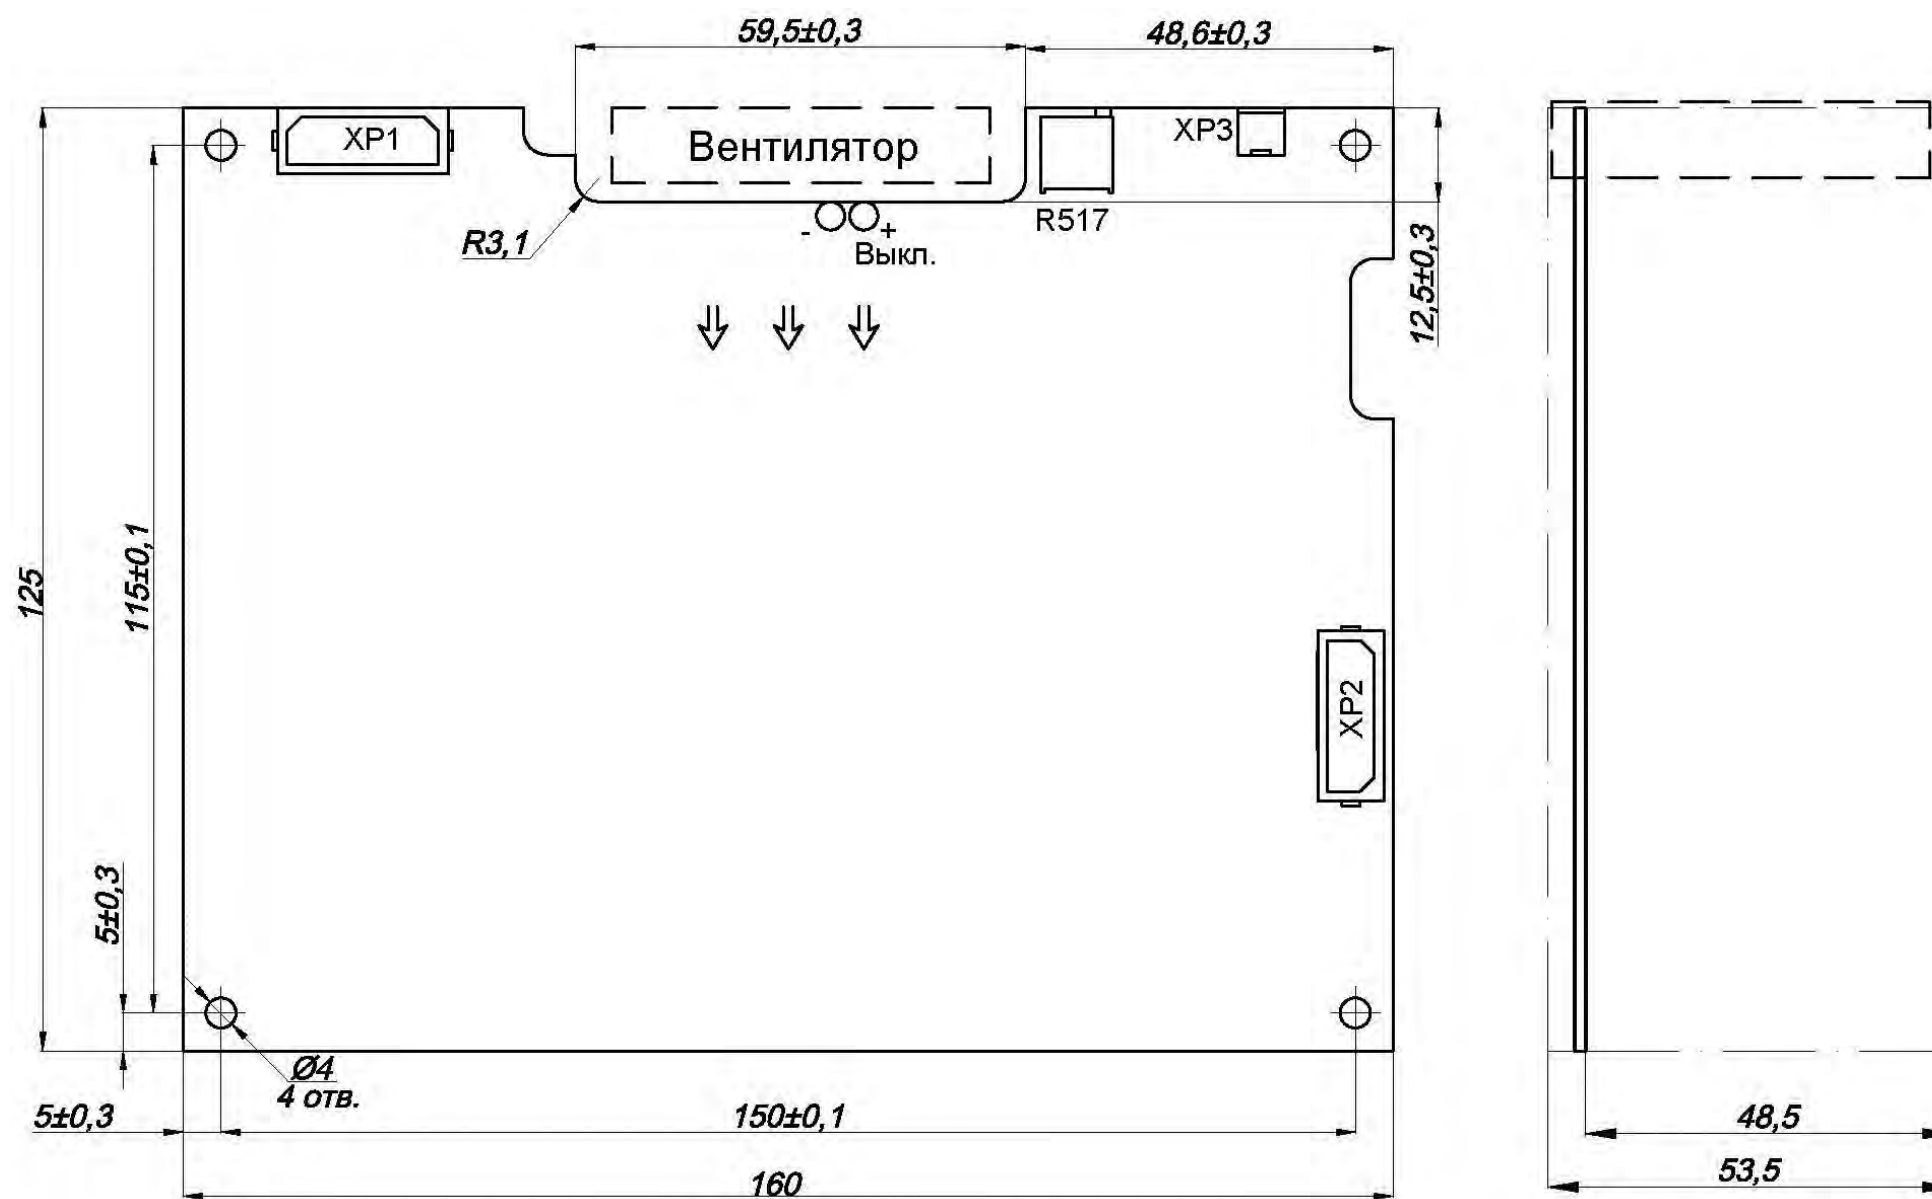 59,5±0,3
48,6±0,3
XP1
Вентилятор
XP3
R517
R3,1
- +
Выкл.
12,5±0,3
125
115±0,1
XP2
5±0,3
Ø4
4 отв.
5±0,3
150±0,1
48,5
160
53,5